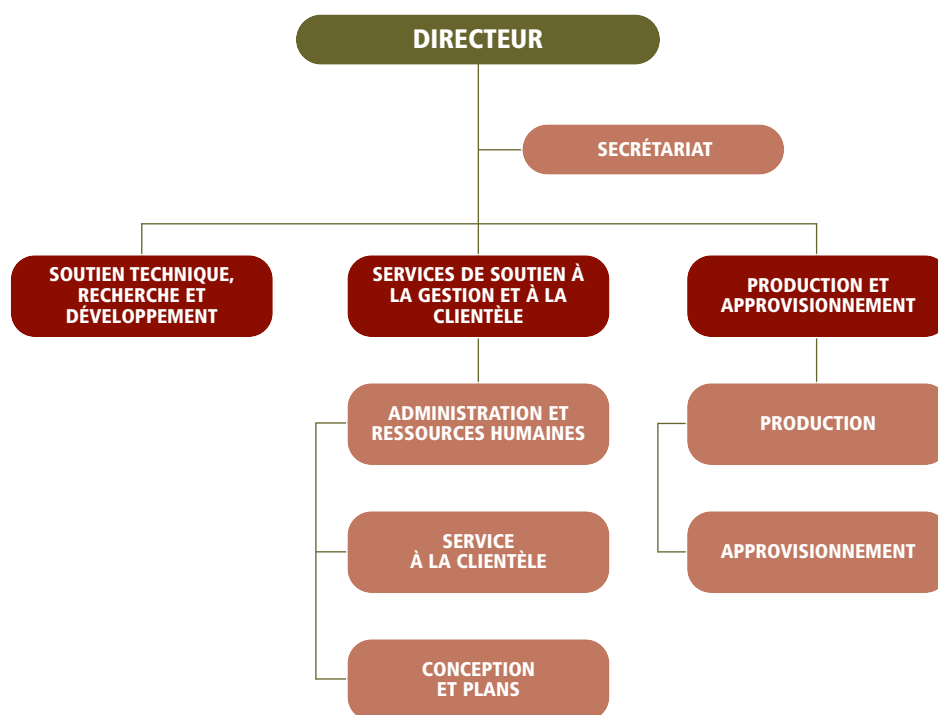 DIRECTEUR
SECRÉTARIAT
SOUTIEN TECHNIQUE,
RECHERCHE ET
DÉVELOPPEMENT
SERVICES DE SOUTIEN À
LA GESTION ET À LA
CLIENTÈLE
PRODUCTION ET
APPROVISIONNEMENT
ADMINISTRATION ET
RESSOURCES HUMAINES
PRODUCTION
SERVICE
À LA CLIENTÈLE
APPROVISIONNEMENT
CONCEPTION
ET PLANS